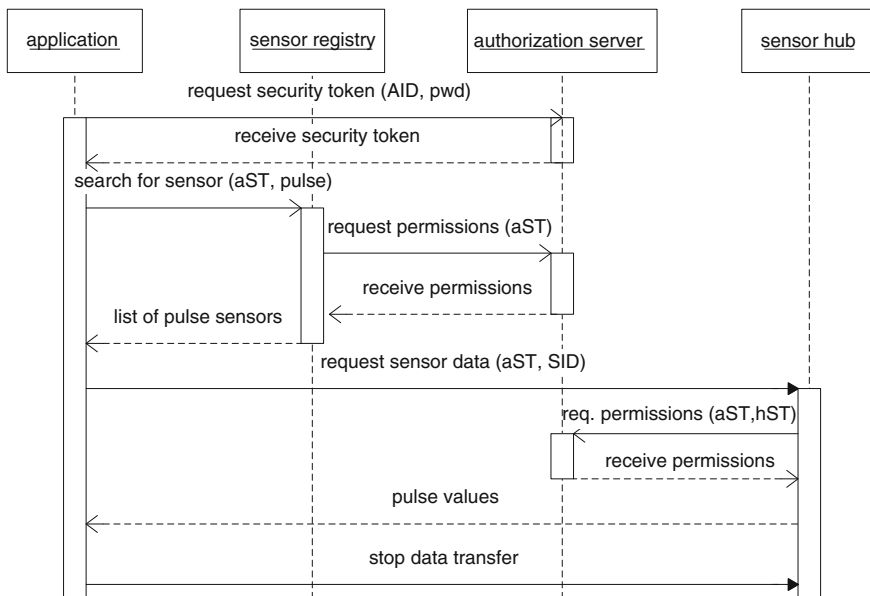 application
sensor registry
authorization server
sensor hub
request security token (AID, pwd)
receive security token
search for sensor (aST, pulse)
request permissions (aST)
receive permissions
list of pulse sensors
request sensor data (aST, SID)
req. permissions (aST,hST)
receive permissions
pulse values
stop data transfer